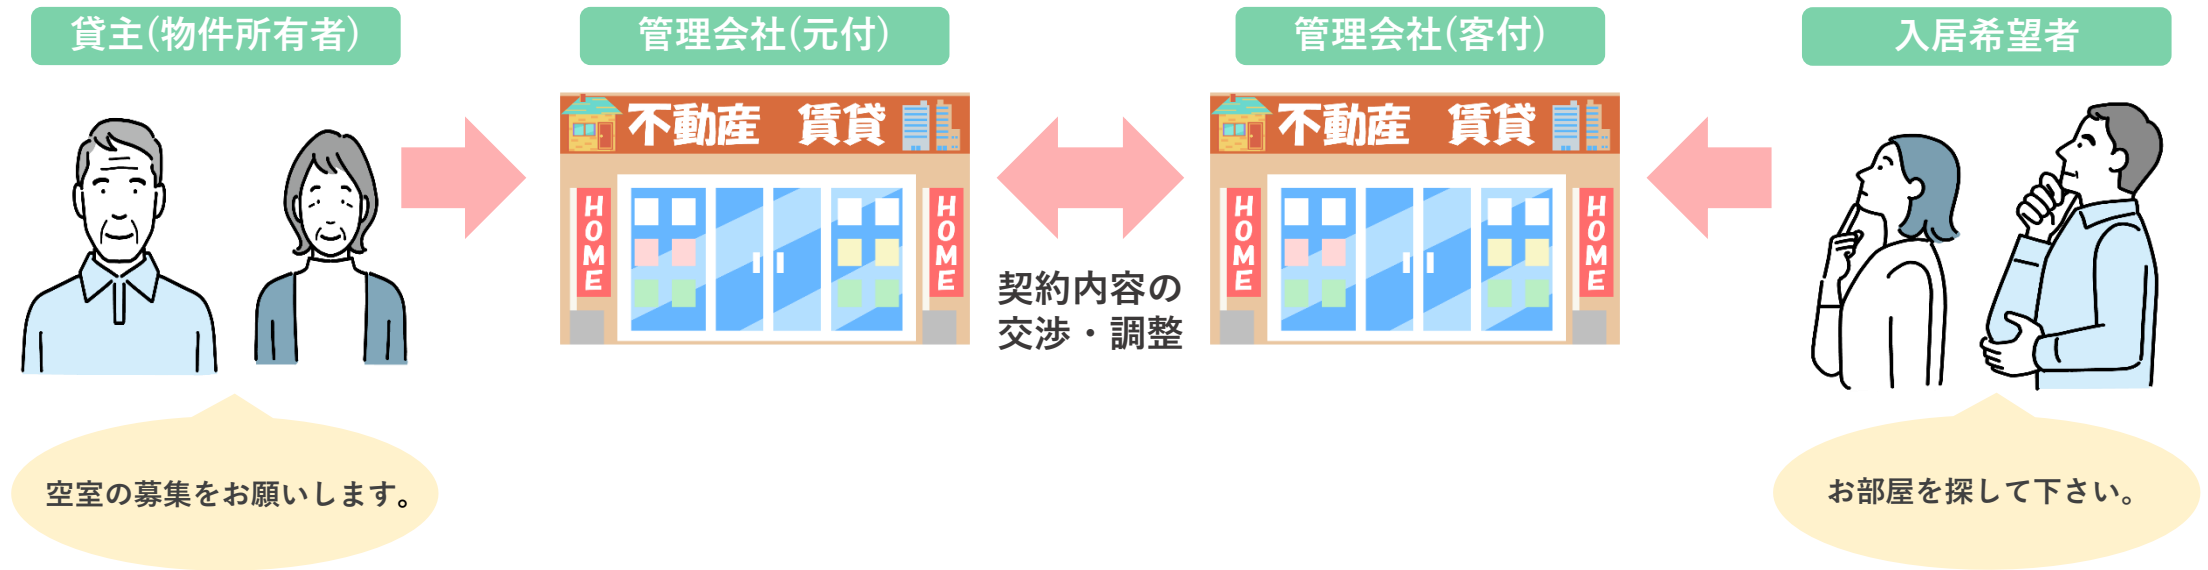 貸主(物件所有者)
管理会社(元付)
管理会社(客付)
入居希望者
不動産 賃貸
HOME
HOME
不動産 賃貸
HOME
HOME
契約内容の
交渉・調整
空室の募集をお願いします。
お部屋を探して下さい。